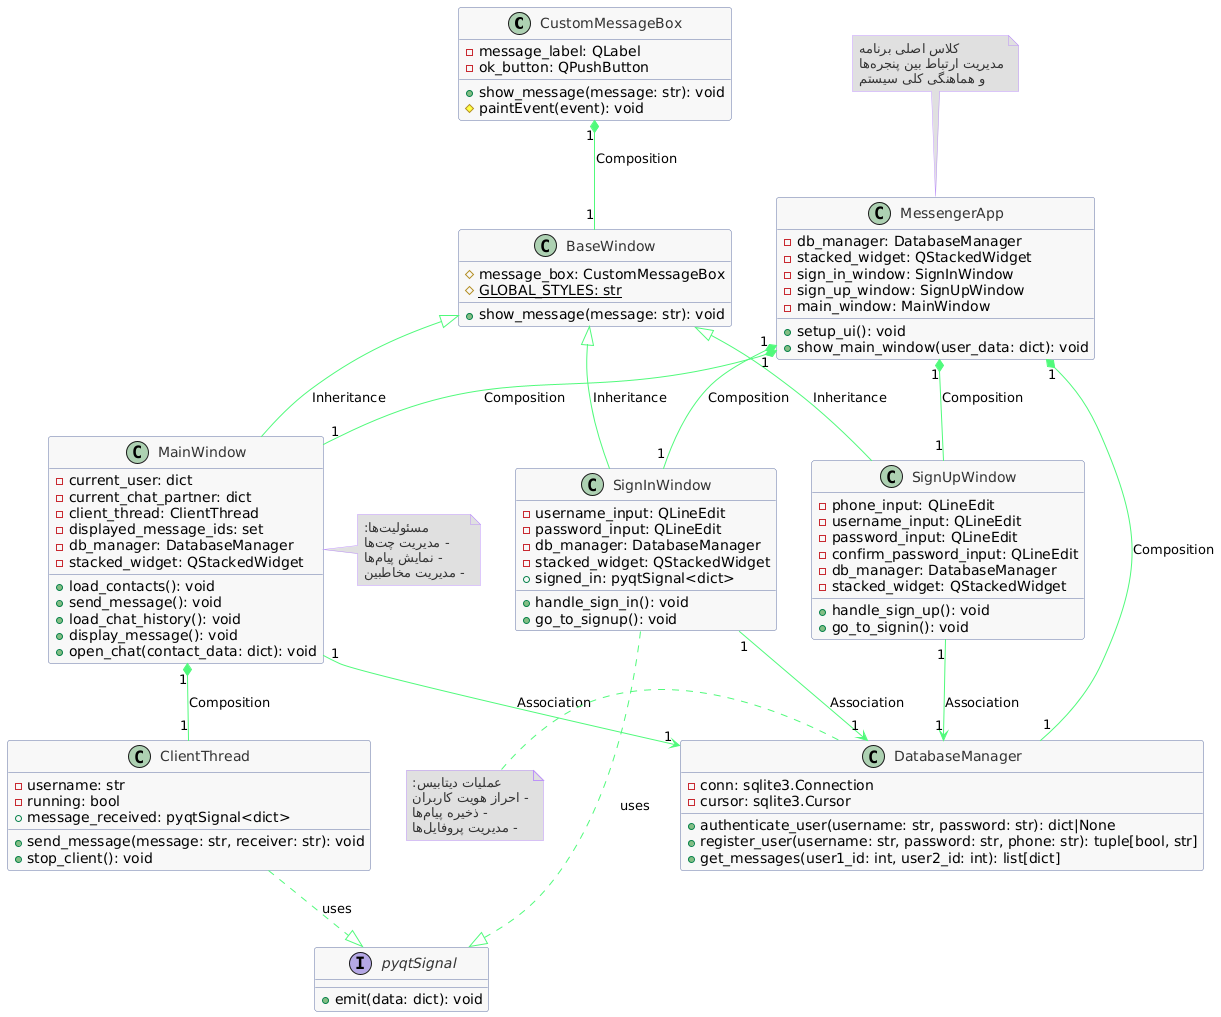 CustomMessageBox
message_label: QLabel
ok_button: QPushButton
show_message(message: str): void
paintEvent(event): void
کلاس اصلی برنامه
مدیریت ارتباط بین پنجره‌ها
و هماهنگی کلی سیستم
1
Composition
1
BaseWindow
message_box: CustomMessageBox
GLOBAL_STYLES: str
show_message(message: str): void
MessengerApp
db_manager: DatabaseManager
stacked_widget: QStackedWidget
sign_in_window: SignInWindow
sign_up_window: SignUpWindow
main_window: MainWindow
setup_ui(): void
show_main_window(user_data: dict): void
1
1
1
1
Inheritance
Composition
Inheritance
Composition
Inheritance
Composition
1
1
1
MainWindow
current_user: dict
current_chat_partner: dict
client_thread: ClientThread
displayed_message_ids: set
db_manager: DatabaseManager
stacked_widget: QStackedWidget
load_contacts(): void
send_message(): void
load_chat_history(): void
display_message(): void
open_chat(contact_data: dict): void
مسئولیت‌ها:
- مدیریت چت‌ها
- نمایش پیام‌ها
- مدیریت مخاطبین
SignInWindow
username_input: QLineEdit
password_input: QLineEdit
db_manager: DatabaseManager
stacked_widget: QStackedWidget
signed_in: pyqtSignal<dict>
handle_sign_in(): void
go_to_signup(): void
SignUpWindow
phone_input: QLineEdit
username_input: QLineEdit
password_input: QLineEdit
confirm_password_input: QLineEdit
db_manager: DatabaseManager
stacked_widget: QStackedWidget
handle_sign_up(): void
go_to_signin(): void
Composition
1
1
1
1
Composition
Association
Association
Association
1
1
1
1
1
ClientThread
username: str
running: bool
message_received: pyqtSignal<dict>
send_message(message: str, receiver: str): void
stop_client(): void
عملیات دیتابیس:
- احراز هویت کاربران
- ذخیره پیام‌ها
- مدیریت پروفایل‌ها
uses
DatabaseManager
conn: sqlite3.Connection
cursor: sqlite3.Cursor
authenticate_user(username: str, password: str): dict|None
register_user(username: str, password: str, phone: str): tuple[bool, str]
get_messages(user1_id: int, user2_id: int): list[dict]
uses
pyqtSignal
emit(data: dict): void